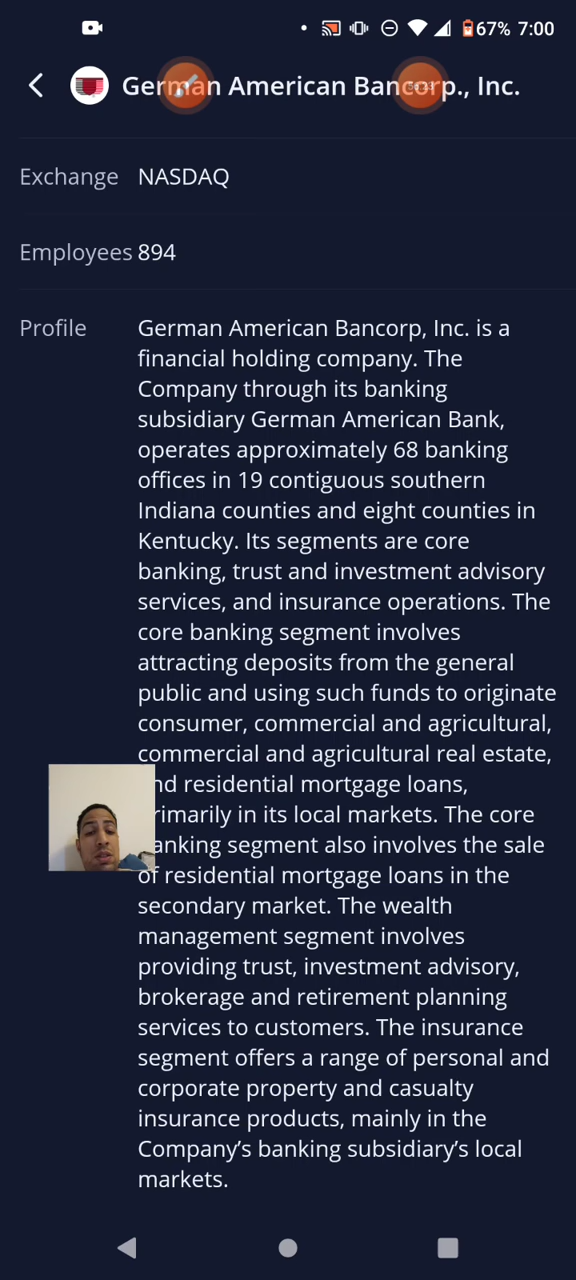 67% 7:00
German American Bancorp., Inc.
Exchange NASDAQ
Employees 894
Profile German American Bancorp, Inc. is a
financial holding company. The
Company through its banking
subsidiary German American Bank,
operates approximately 68 banking
offices in 19 contiguous southern
Indiana counties and eight counties in
Kentucky. Its segments are core
banking, trust and investment advisory
services, and insurance operations. The
core banking segment involves
attracting deposits from the general
public and using such funds to originate
consumer, commercial and agricultural,
commercial and agricultural real estate,
and residential mortgage loans,
primarily in its local markets. The core
banking segment also involves the sale
of residential mortgage loans in the
secondary market. The wealth
management segment involves
providing trust, investment advisory,
brokerage and retirement planning
services to customers. The insurance
segment offers a range of personal and
corporate property and casualty
insurance products, mainly in the
Company’s banking subsidiary’s local
markets.